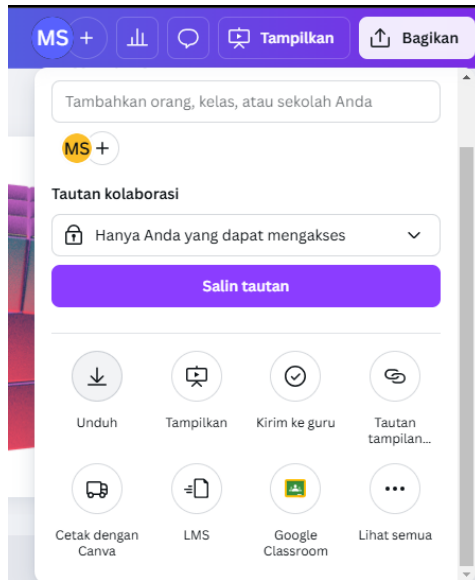 MS +
Tampilkan
Bagikan
Tambahkan orang, kelas, atau sekolah Anda
MS +
Tautan kolaborasi
Hanya Anda yang dapat mengakses
Salin tautan
Unduh
Tampilkan
Kirim ke guru
Tautan
tampilan...
Cetak dengan
Canva
LMS
Google
Classroom
Lihat semua